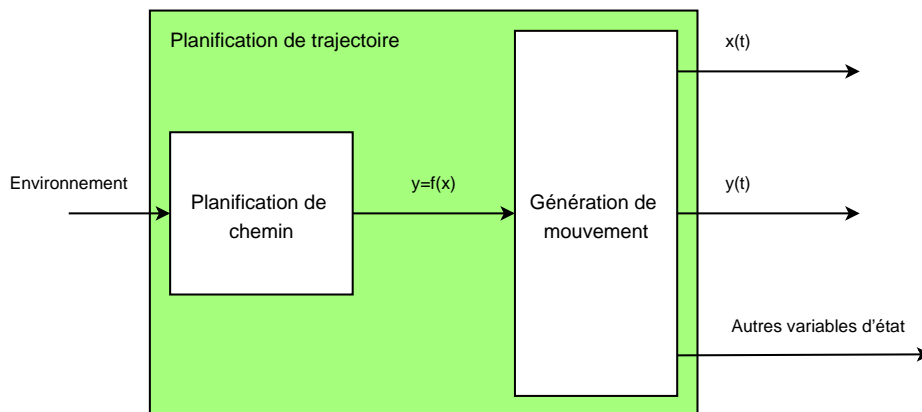 Planification de trajectoire
x(t)
Environnement
Planification de
chemin
y=f(x)
Génération de
mouvement
y(t)
Autres variables d'état